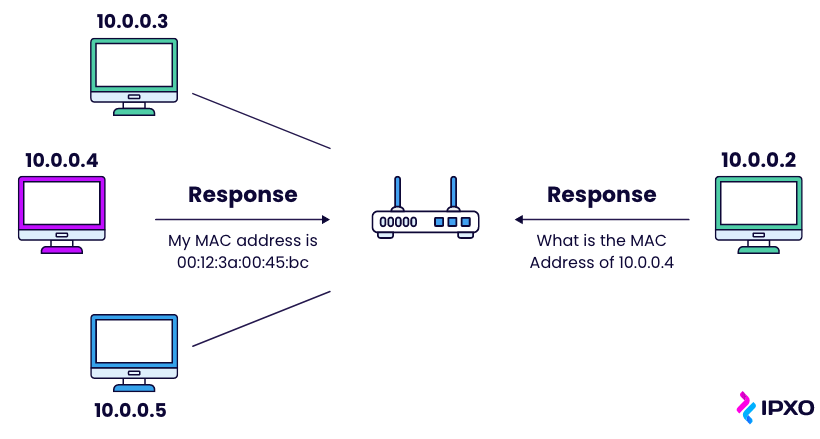 10.0.0.3
10.0.0.4
10.0.0.2
Response
Response
My MAC address is
00:12:3a:00:45:bc
What is the MAC
Address of 10.0.0.4
10.0.0.5
IPXO